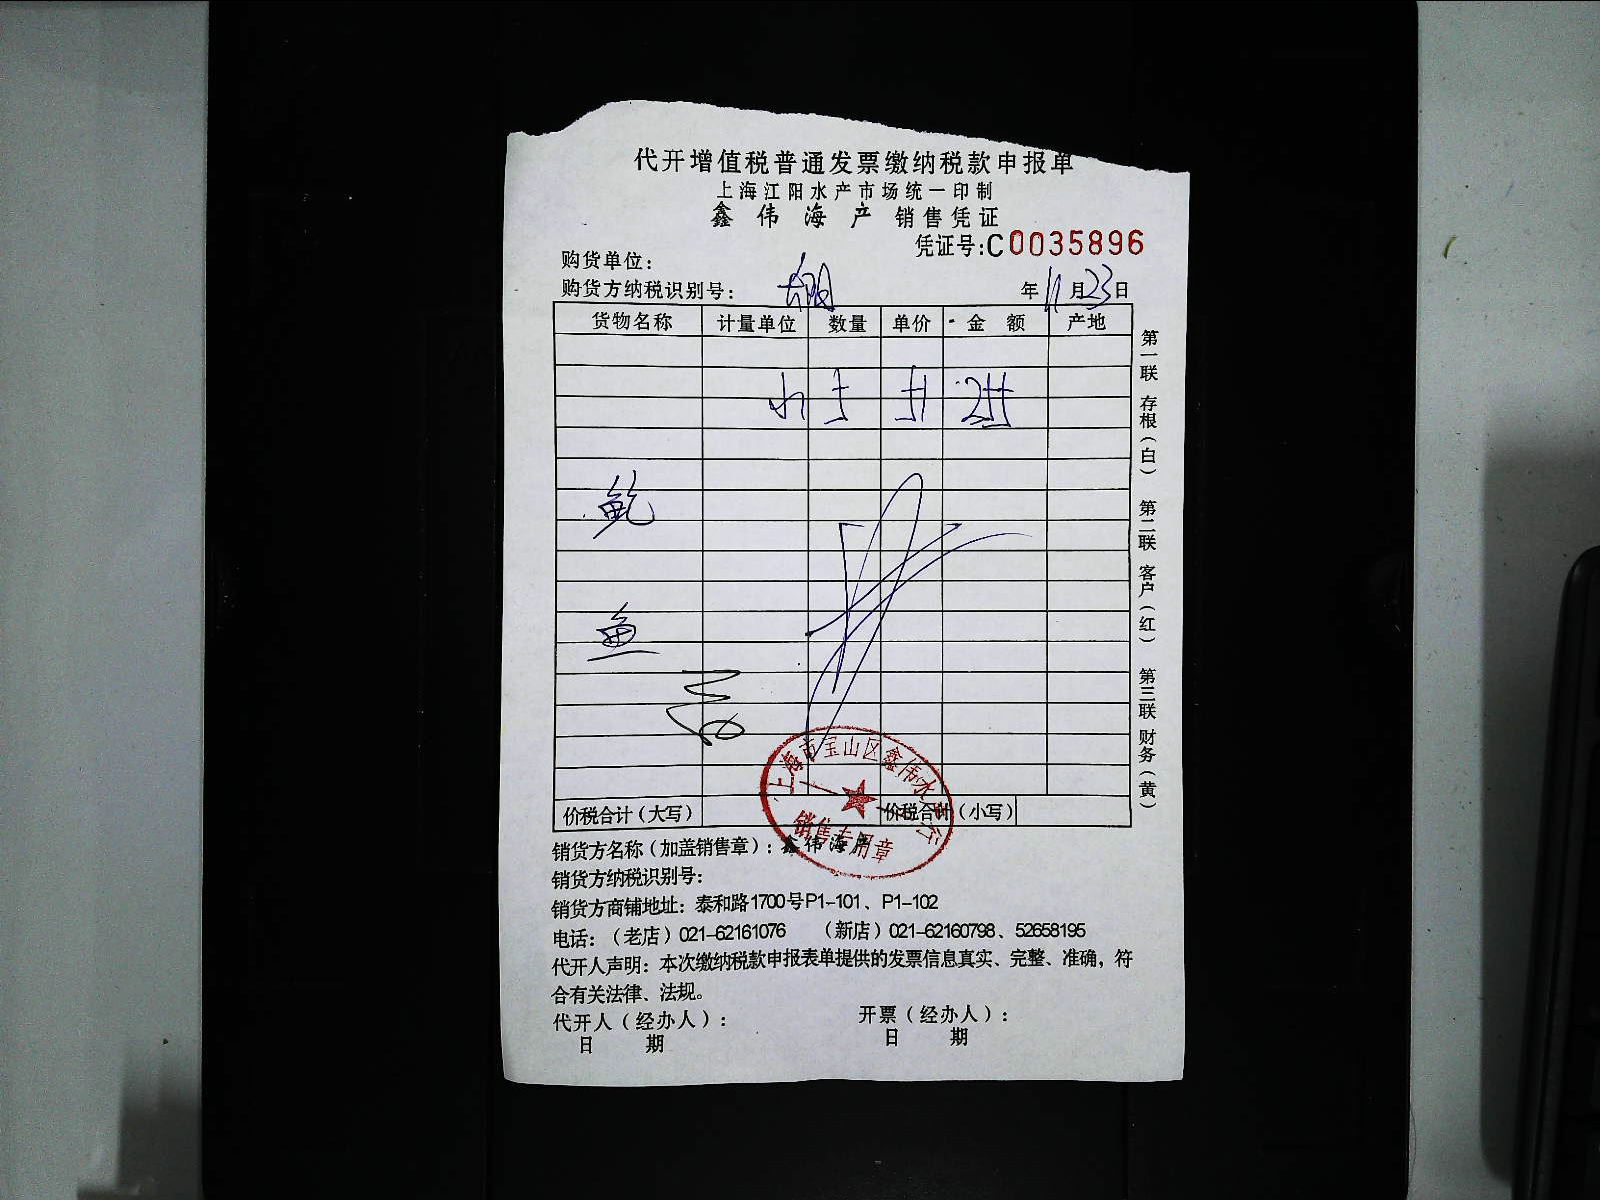 代开增值税普通发票缴纳税款申报单
上海江阳水产市场统一印制
鑫伟海产 销售凭证
凭证号:C0035896
购货单位:
购货方纳税识别号: 年11月23日
货物名称 计量单位 数量 单价 金额 产地
鲍
鱼
价税合计(大写) 价税合计(小写)
上海市宝山区鑫伟水产
销售专用章
销货方名称(加盖销售章):鑫伟海产
销货方纳税识别号:
销货方商铺地址:泰和路1700号P1-101、P1-102
电话:(老店)021-62161076 (新店)021-62160798、52658195
代开人声明:本次缴纳税款申报表单提供的发票信息真实、完整、准确,符
合有关法律、法规。
代开人(经办人): 开票(经办人):
日期 日期
第一联 存根(白) 第二联 客户(红) 第三联 财务(黄)